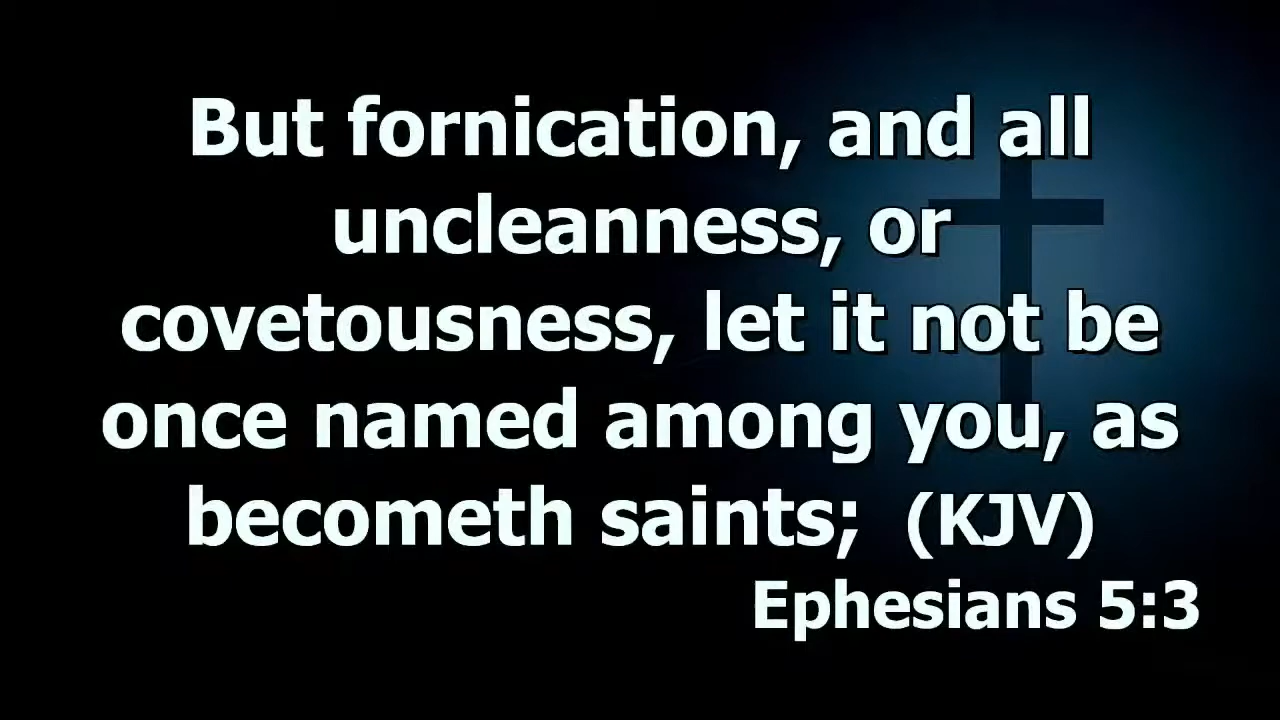 But fornication, and all
uncleanness, or
covetousness, let it not be
once named among you, as
becometh saints; (KJV)
Ephesians 5:3